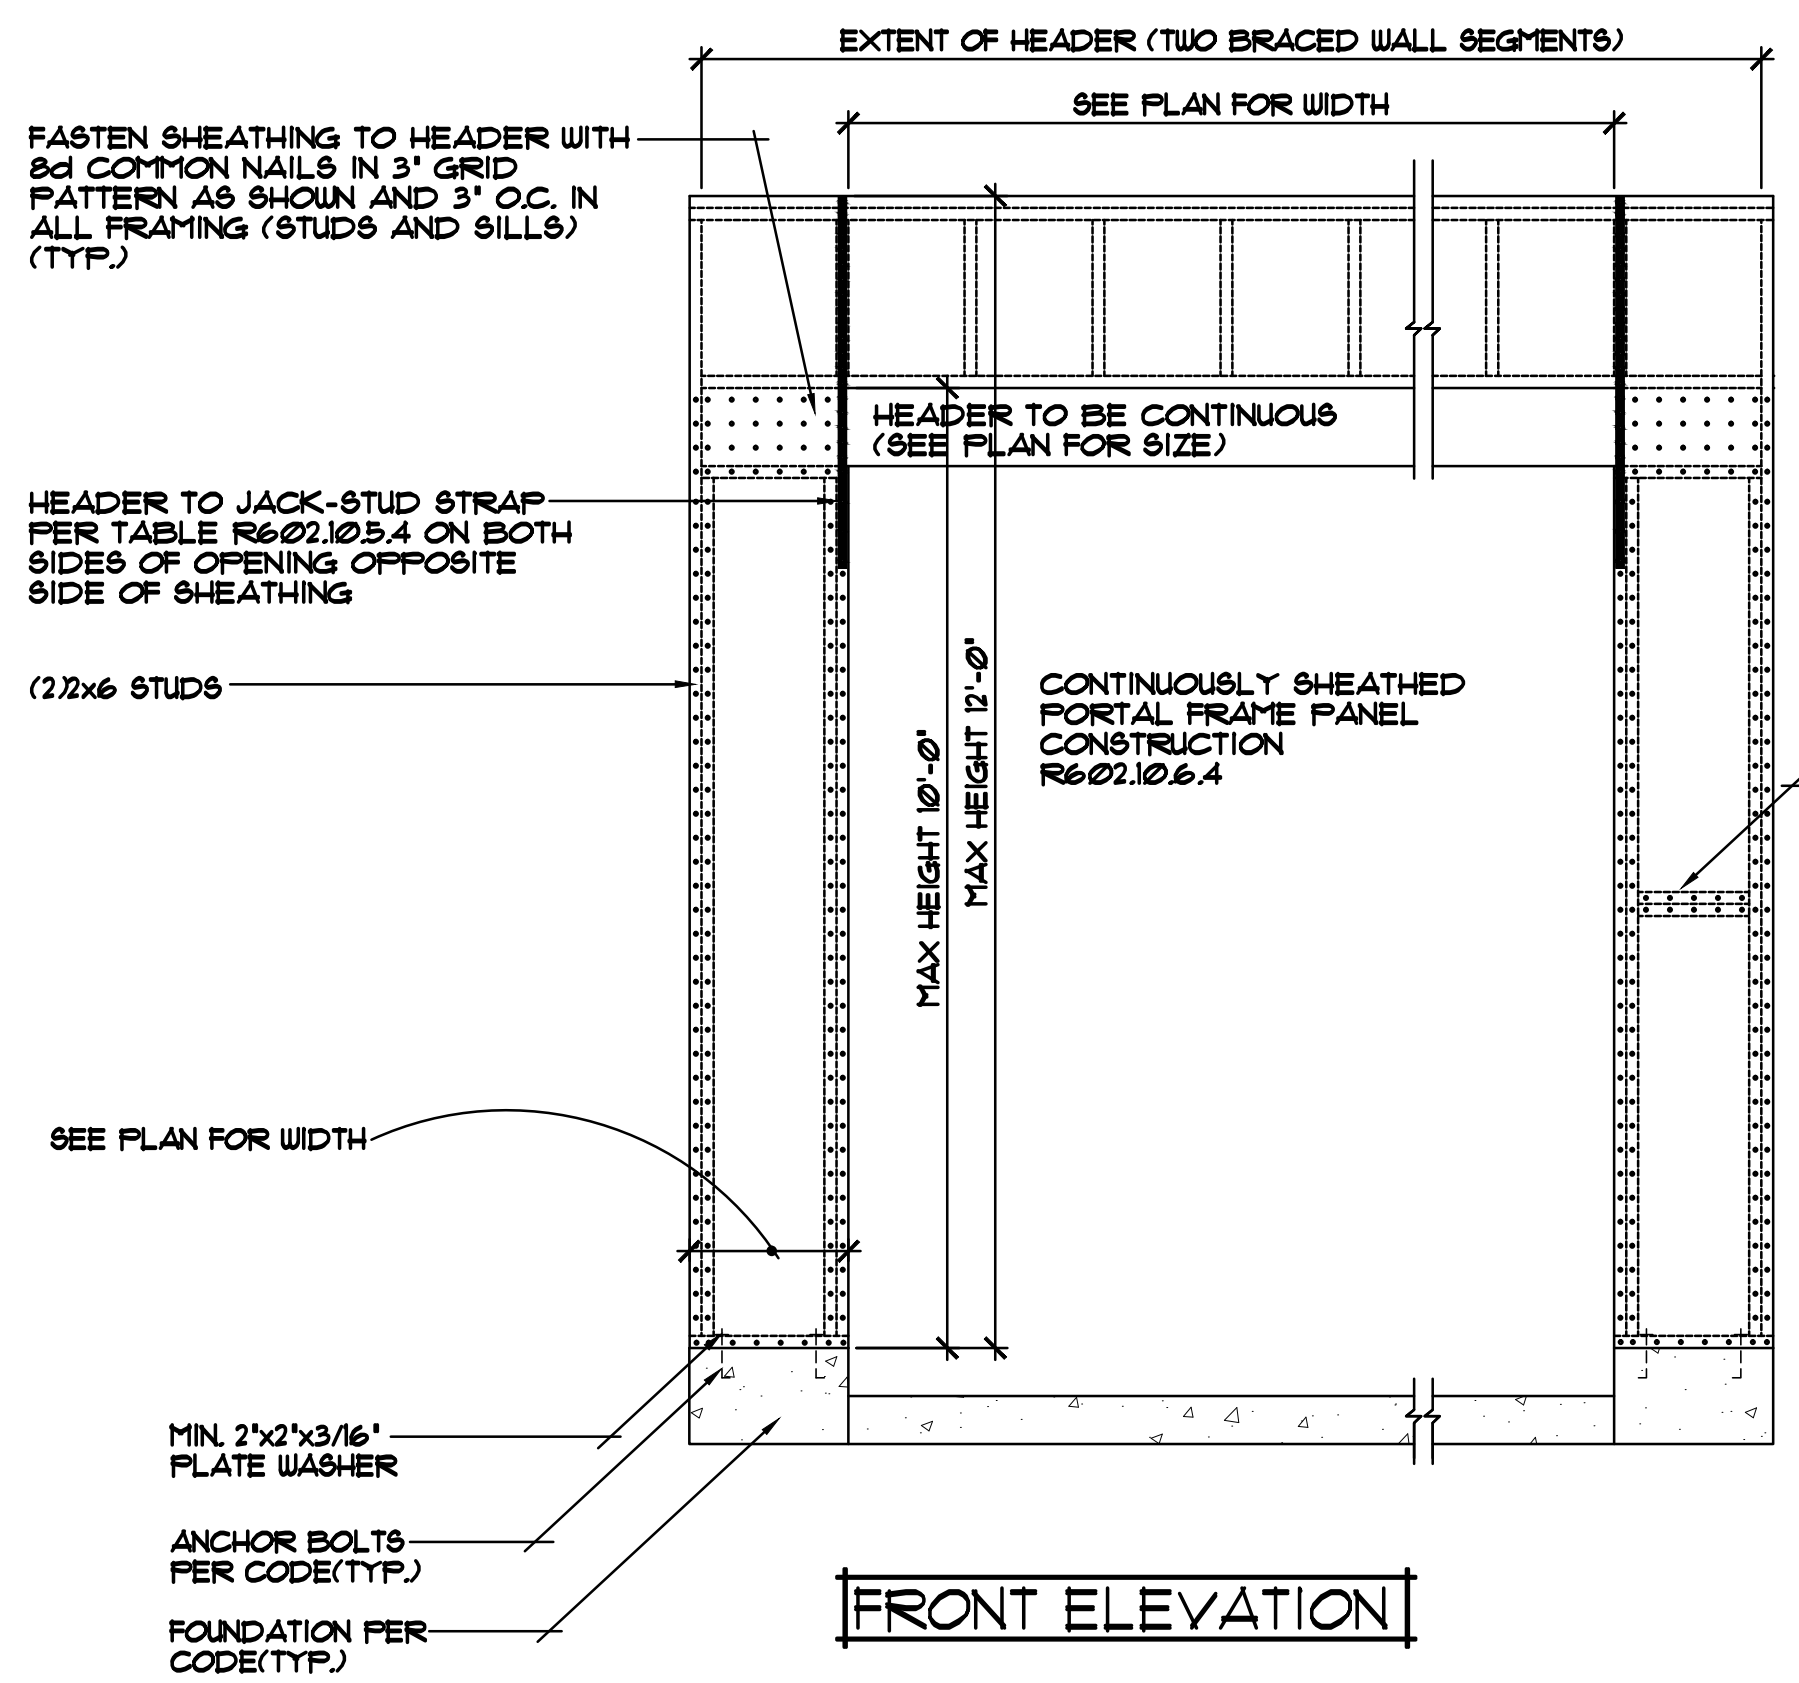 EXTENT OF HEADER (TWO BRACED WALL SEGMENTS)
SEE PLAN FOR WIDTH
FASTEN SHEATHING TO HEADER WITH
8d COMMON NAILS IN 3" GRID
PATTERN AS SHOWN AND 3" O.C. IN
ALL FRAMING (STUDS AND SILLS)
(TYP.)
HEADER TO BE CONTINUOUS
(SEE PLAN FOR SIZE)
HEADER TO JACK-STUD STRAP
PER TABLE R602.10.5.4 ON BOTH
SIDES OF OPENING OPPOSITE
SIDE OF SHEATHING
(2)2x6 STUDS
MAX HEIGHT 10'-0"
MAX HEIGHT 12'-0"
CONTINUOUSLY SHEATHED
PORTAL FRAME PANEL
CONSTRUCTION
R602.10.6.4
SEE PLAN FOR WIDTH
MIN. 2"x2"x3/16"
PLATE WASHER
ANCHOR BOLTS
PER CODE(TYP.)
FOUNDATION PER
CODE(TYP.)
FRONT ELEVATION